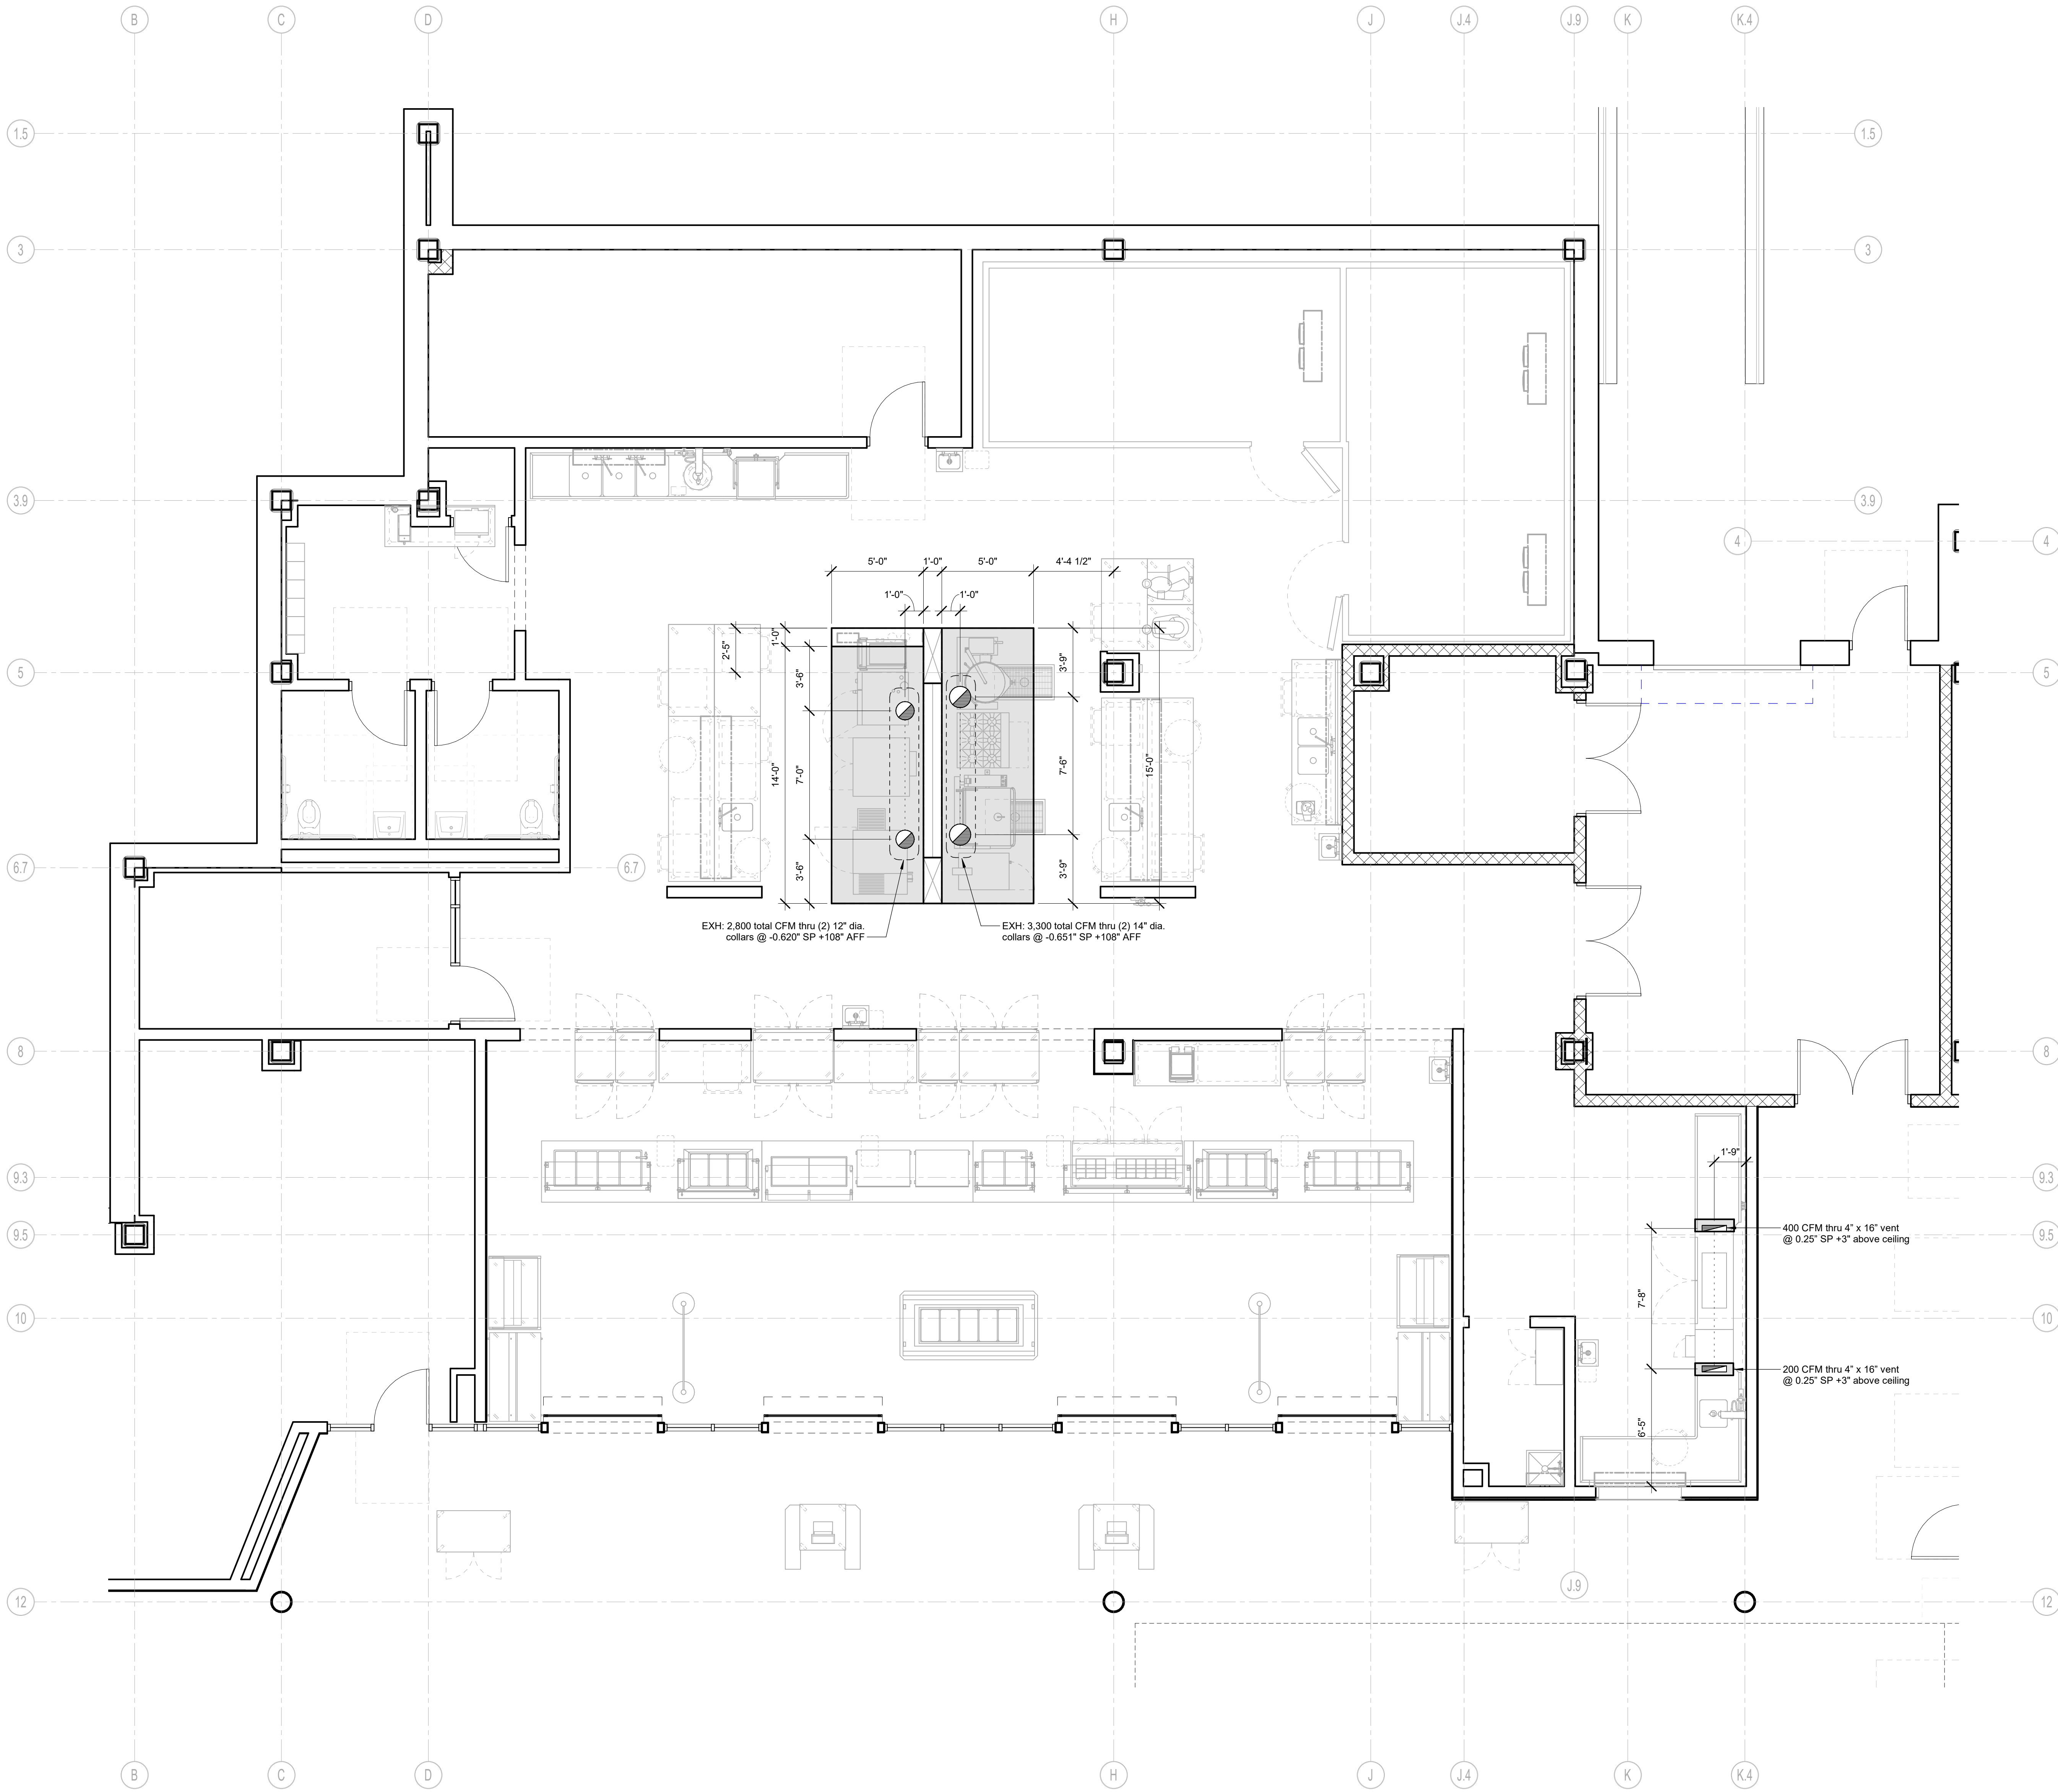 B C D H J J.4 J.9 K K.4
1.5 1.5
3 3
3.9 3.9
4 4
5'-0" 1'-0" 5'-0" 4'-4 1/2"
1'-0" 1'-0"
2'-5" 1'-0" 3'-9"
3'-6"
5 5
7'-0" 14'-0" 7'-6" 15'-0"
3'-6" 3'-9"
6.7 6.7
EXH: 2,800 total CFM thru (2) 12" dia.
collars @ -0.620" SP +108" AFF
EXH: 3,300 total CFM thru (2) 14" dia.
collars @ -0.651" SP +108" AFF
8 8
1'-9"
9.3 9.3
400 CFM thru 4" x 16" vent
@ 0.25" SP +3" above ceiling
9.5 9.5
7'-8"
10 10
200 CFM thru 4" x 16" vent
@ 0.25" SP +3" above ceiling
6'-5"
J.9
12 12
B C D H J J.4 K K.4